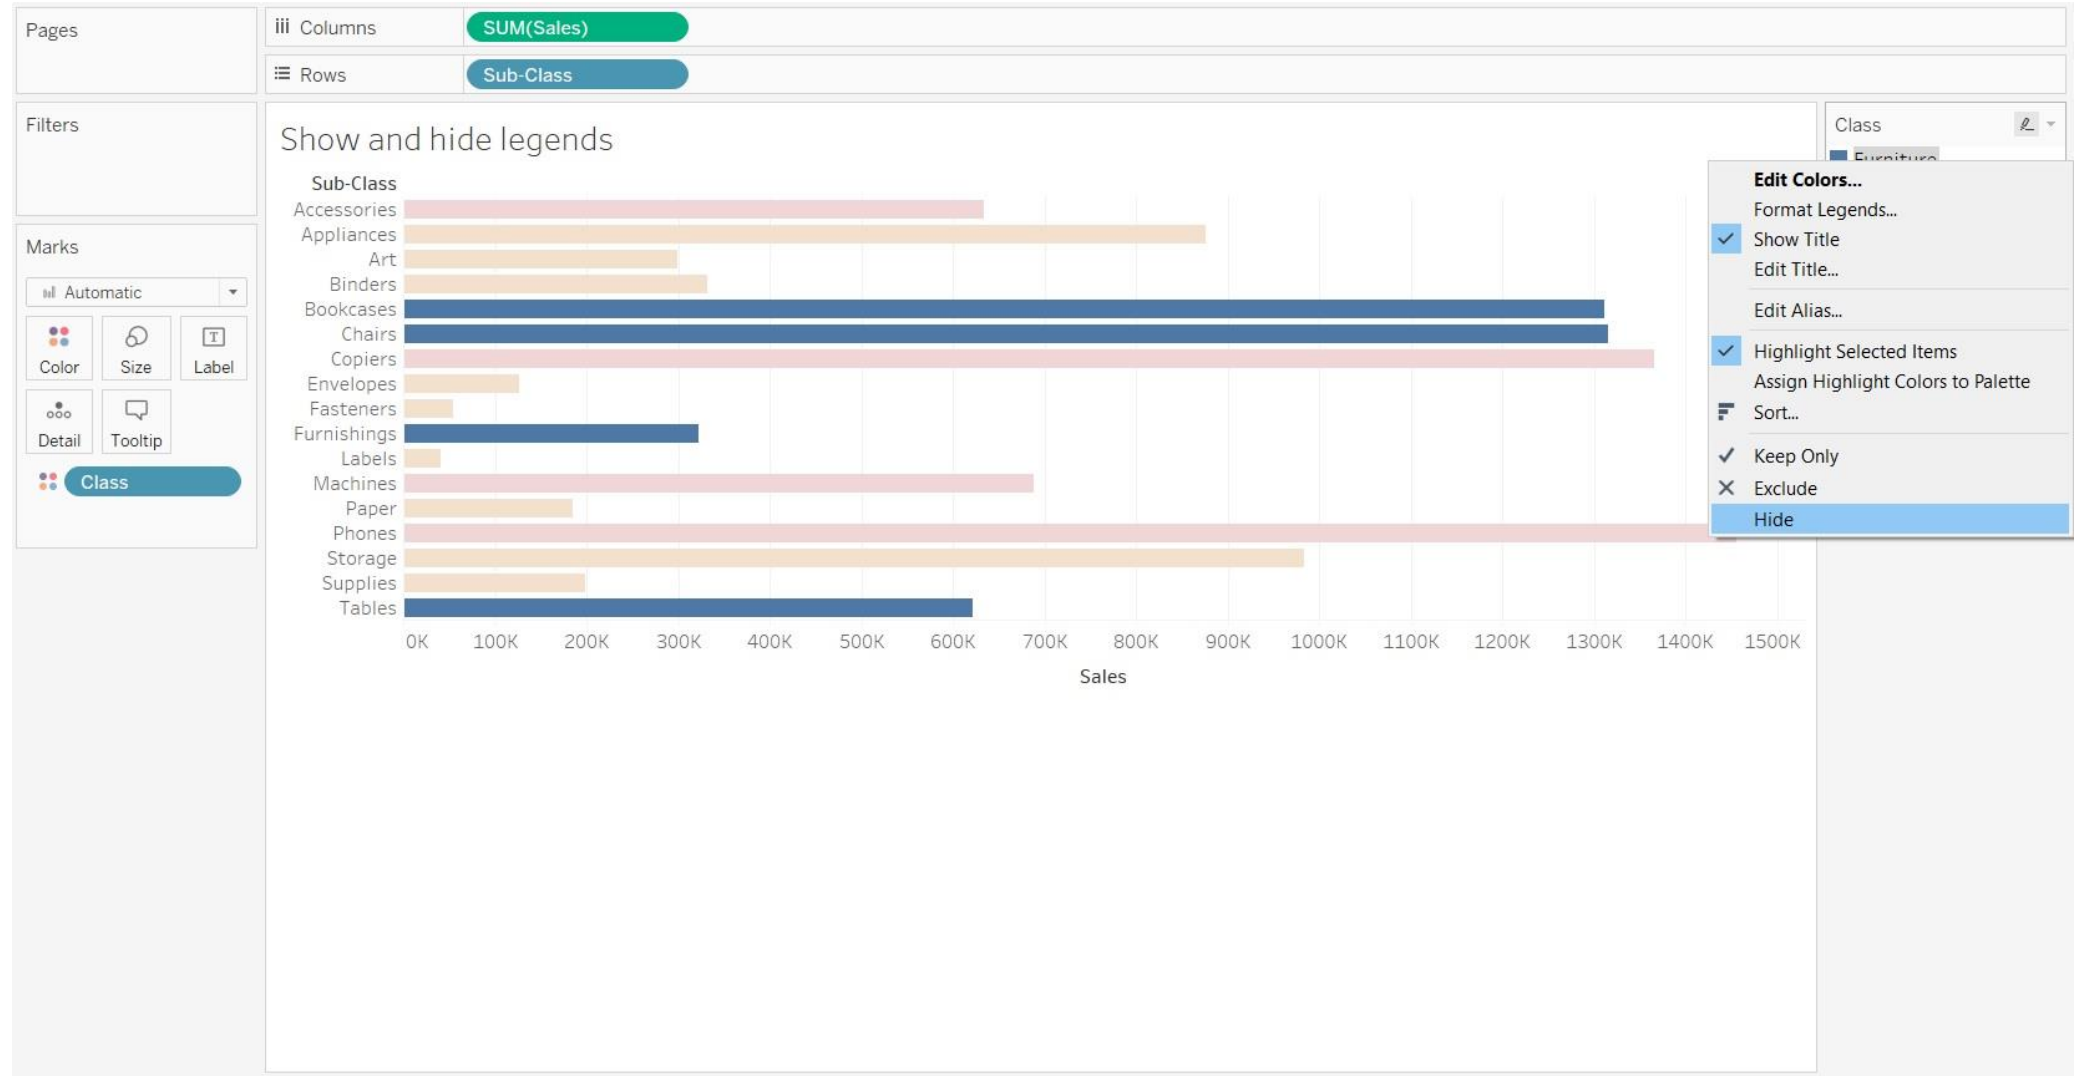 Pages
Columns
SUM(Sales)
Rows
Sub-Class
Filters
Marks
Automatic
Color
Size
Label
Detail
Tooltip
Class
Show and hide legends
Sub-Class
Accessories
Appliances
Art
Binders
Bookcases
Chairs
Copiers
Envelopes
Fasteners
Furnishings
Labels
Machines
Paper
Phones
Storage
Supplies
Tables
0K 100K 200K 300K 400K 500K 600K 700K 800K 900K 1000K 1100K 1200K 1300K 1400K 1500K
Sales
Class
Furniture
Edit Colors...
Format Legends...
Show Title
Edit Title...
Edit Alias...
Highlight Selected Items
Assign Highlight Colors to Palette
Sort...
Keep Only
Exclude
Hide